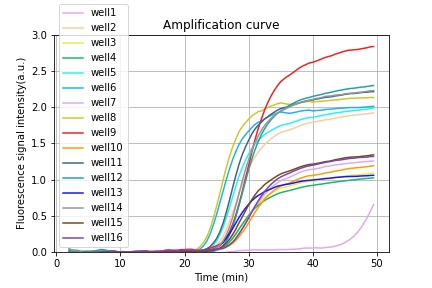 Amplification curve
well1
well2
well3
well4
well5
well6
well7
well8
well9
well10
well11
well12
well13
well14
well15
well16
Fluorescence signal intensity(a.u.)
3.0
2.5
2.0
1.5
1.0
0.5
0.0
0 10 20 30 40 50
Time (min)